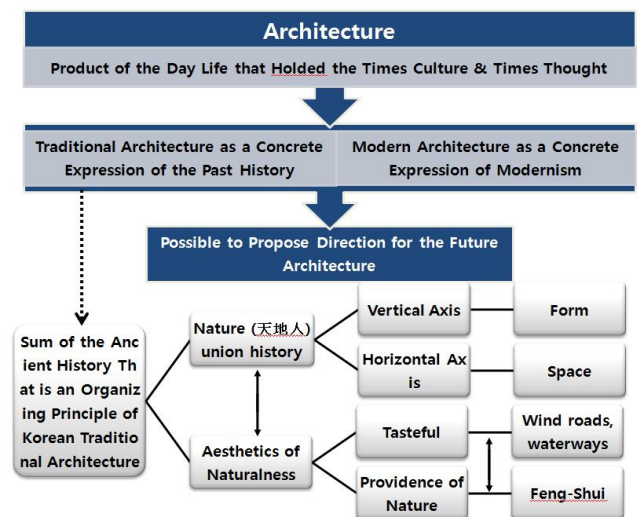 Architecture
Product of the Day Life that Holded the Times Culture & Times Thought
Traditional Architecture as a Concrete
Expression of the Past History
Modern Architecture as a Concrete
Expression of Modernism
Possible to Propose Direction for the Future
Architecture
Sum of the Anc
ient History Th
at is an Organiz
ing Principle of
Korean Traditio
nal Architecture
Nature (天地人)
union history
Aesthetics of
Naturalness
Vertical Axis
Form
Horizontal Ax
is
Space
Tasteful
Wind roads,
waterways
Providence of
Nature
Feng-Shui